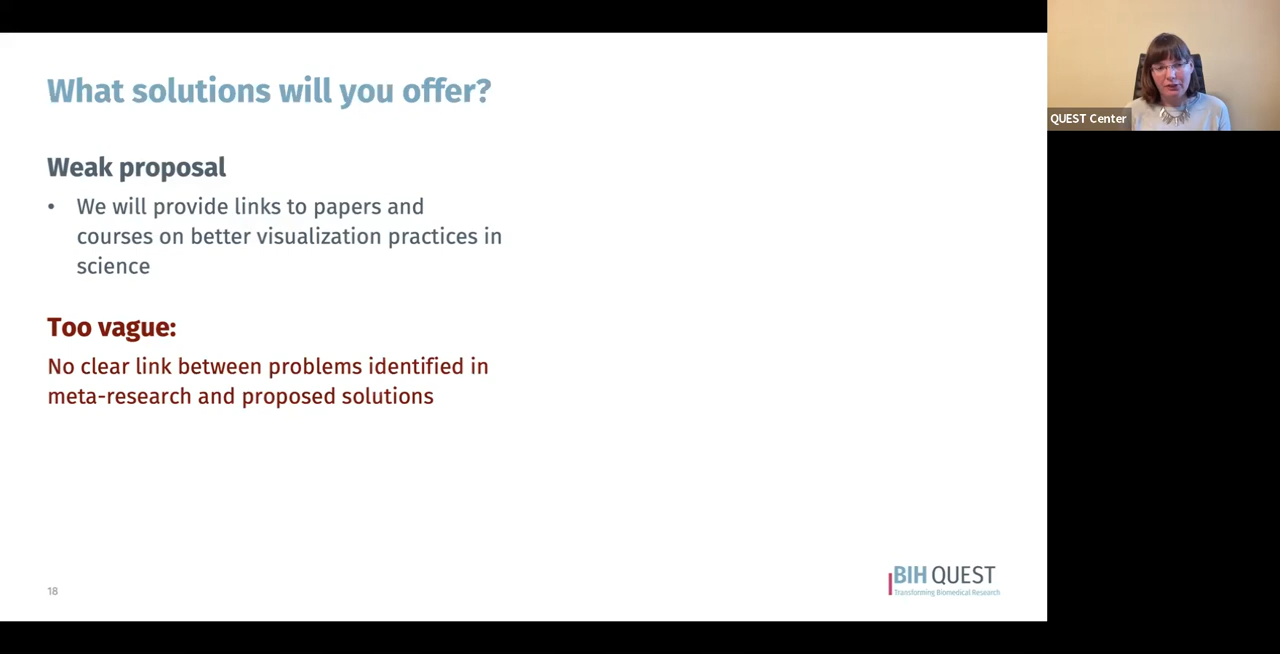 What solutions will you offer?
Weak proposal
• We will provide links to papers and
courses on better visualization practices in
science
Too vague:
No clear link between problems identified in
meta-research and proposed solutions
18
BIH QUEST
Transforming Biomedical Research
QUEST Center